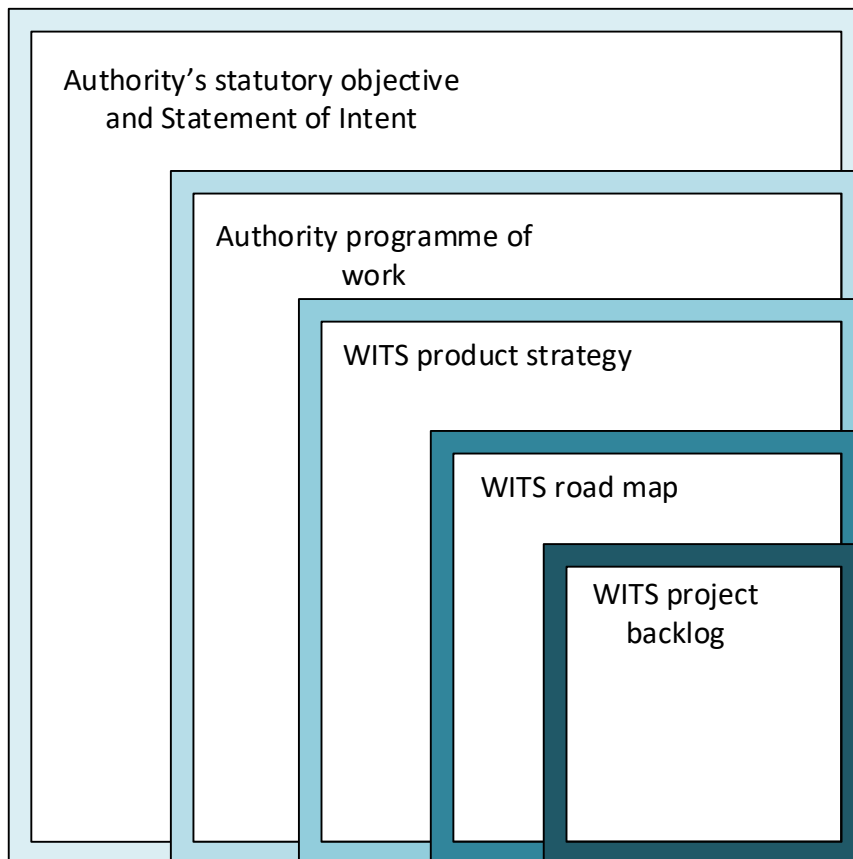 Authority’s statutory objective
and Statement of Intent
Authority programme of
work
WITS product strategy
WITS road map
WITS project
backlog